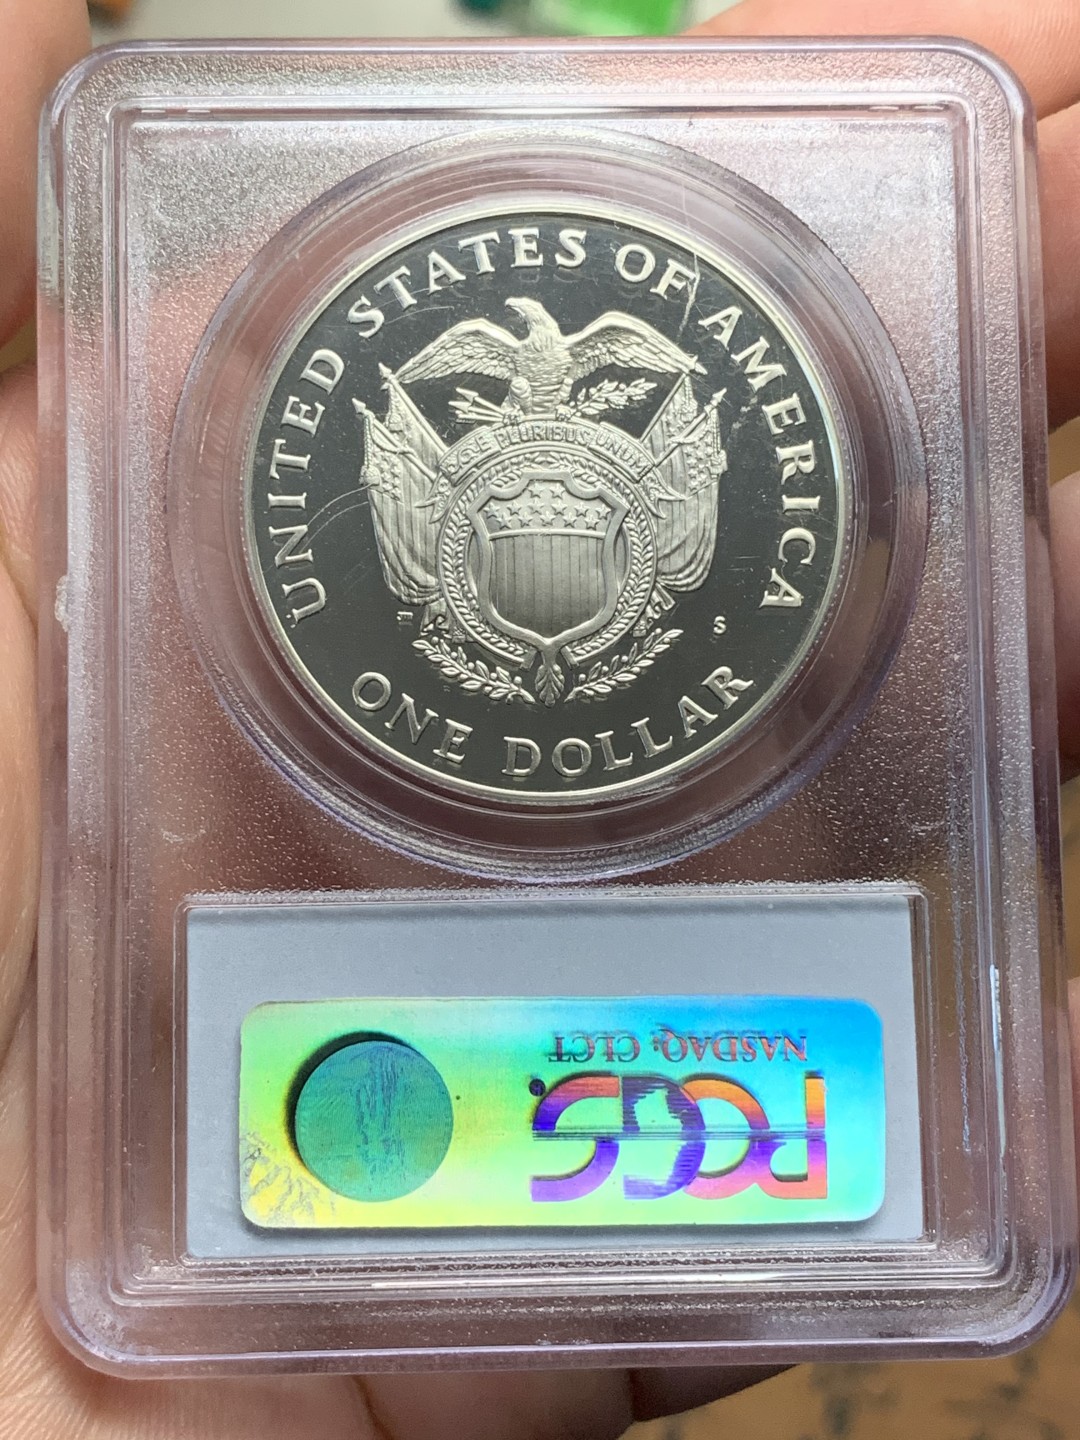 UNITED STATES OF AMERICA
E PLURIBUS UNUM
S
ONE DOLLAR
PCGS®
NASDAQ: CLCT